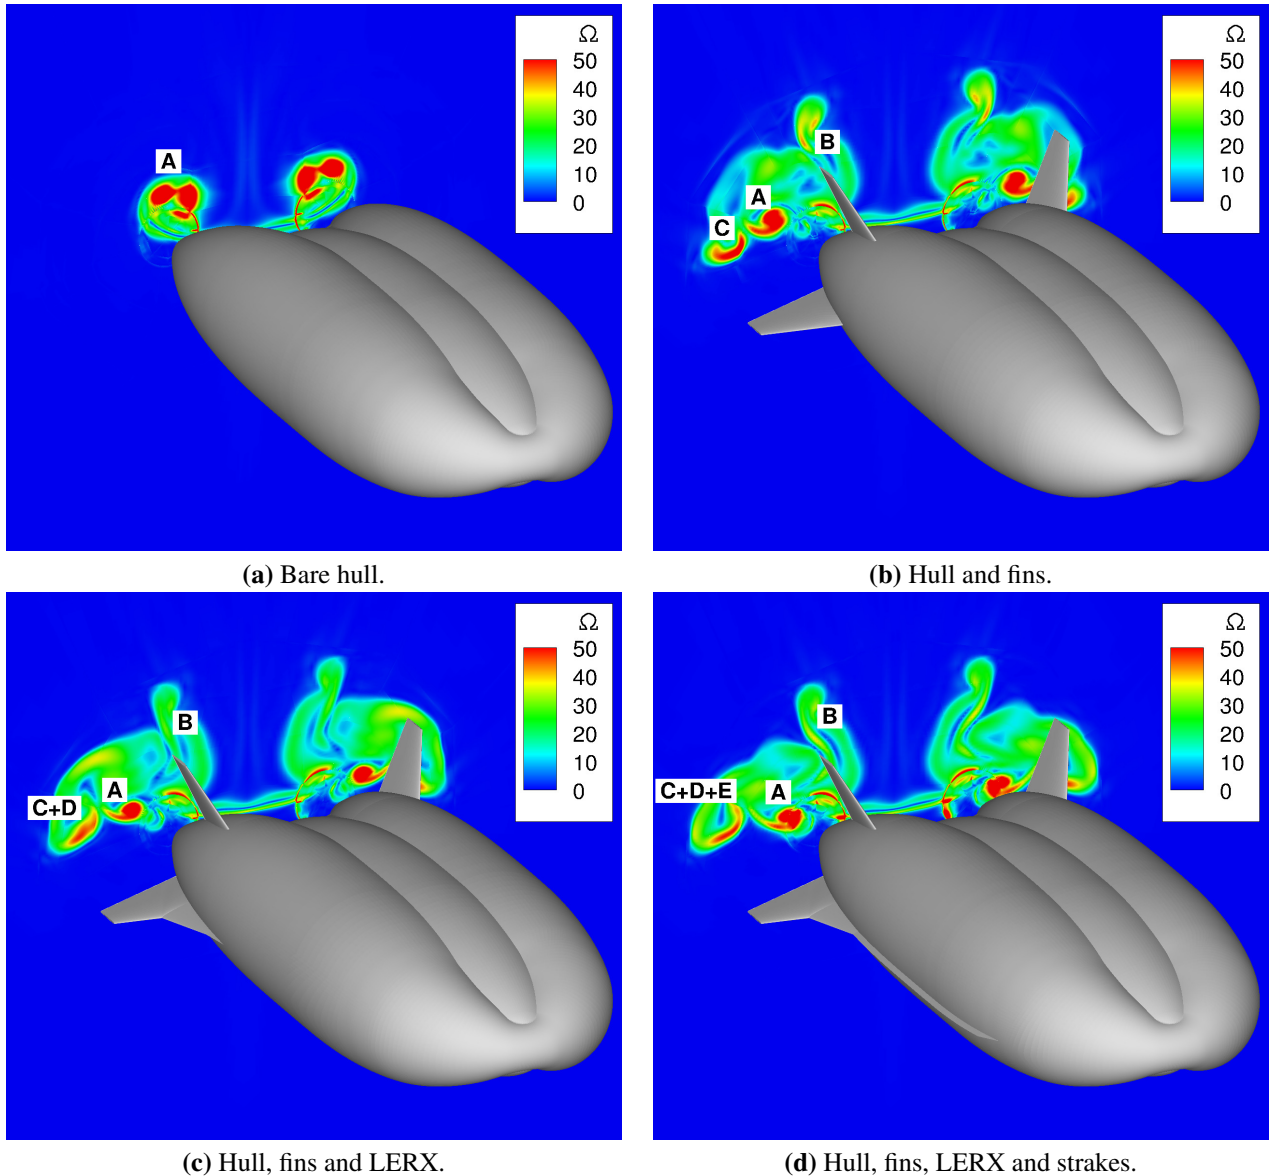 Ω
50
40
30
20
10
0
A
(a) Bare hull.
Ω
50
40
30
20
10
0
B
A
C
(b) Hull and fins.
Ω
50
40
30
20
10
0
B
A
C+D
(c) Hull, fins and LERX.
Ω
50
40
30
20
10
0
B
C+D+E
A
(d) Hull, fins, LERX and strakes.